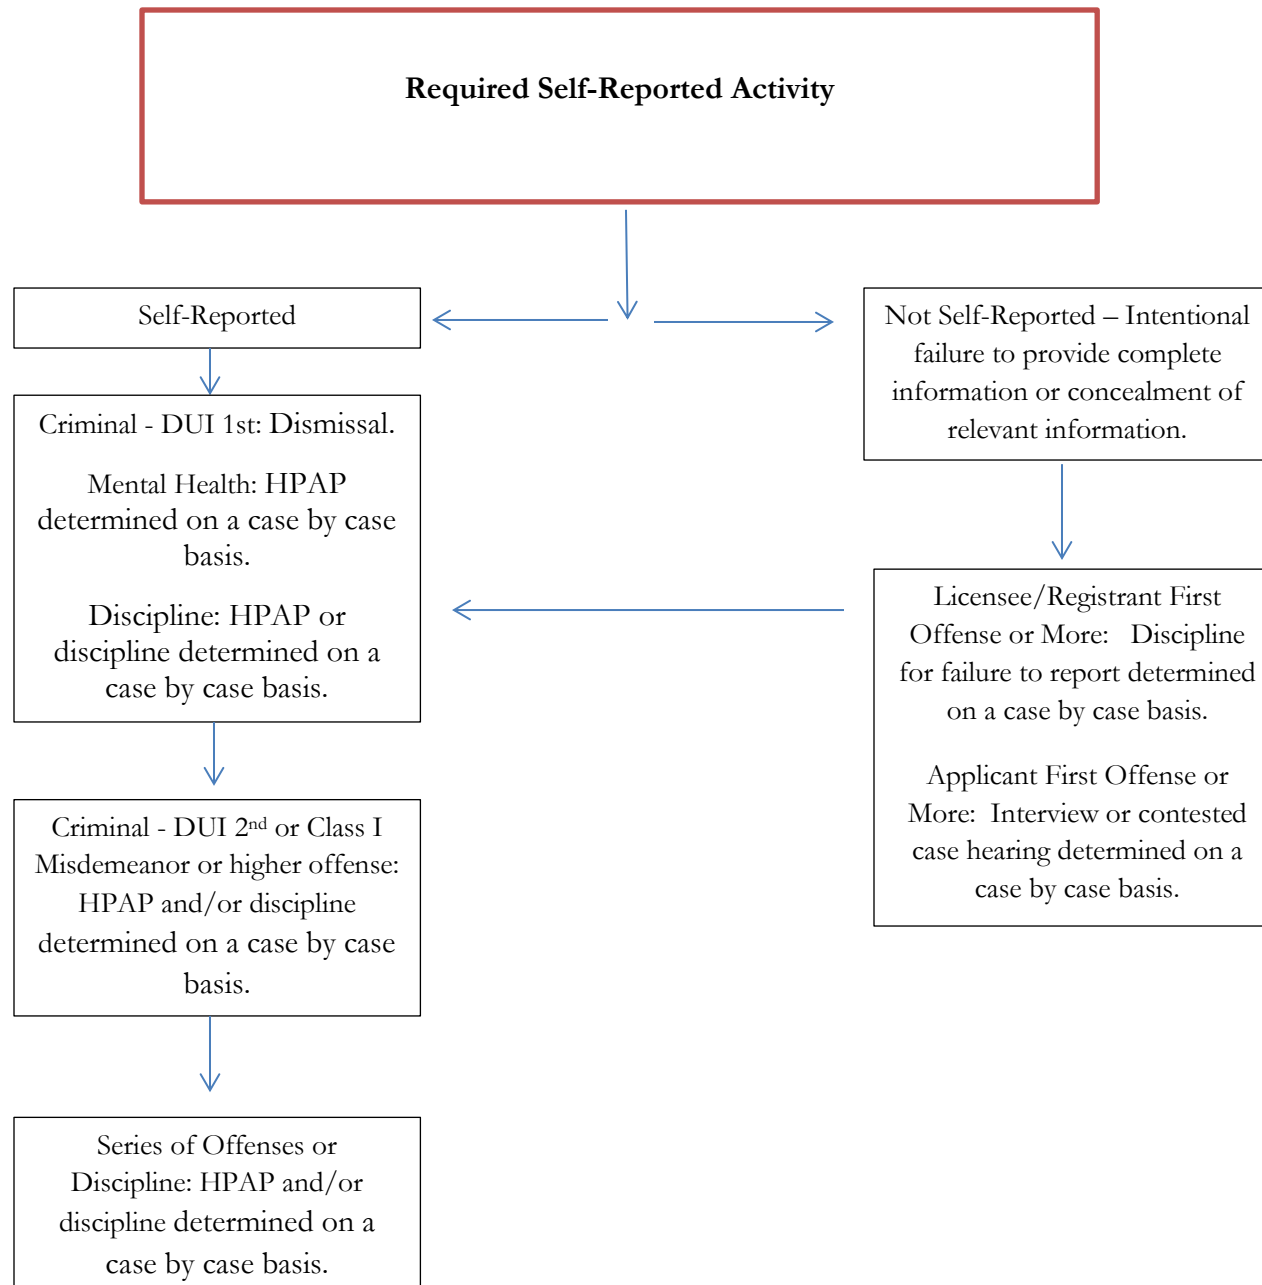 Required Self-Reported Activity
Self-Reported
Criminal - DUI 1st: Dismissal.
Mental Health: HPAP
determined on a case by case
basis.
Discipline: HPAP or
discipline determined on a
case by case basis.
Criminal - DUI 2nd or Class I
Misdemeanor or higher offense:
HPAP and/or discipline
determined on a case by case
basis.
Series of Offenses or
Discipline: HPAP and/or
discipline determined on a
case by case basis.
Not Self-Reported – Intentional
failure to provide complete
information or concealment of
relevant information.
Licensee/Registrant First
Offense or More: Discipline
for failure to report determined
on a case by case basis.
Applicant First Offense or
More: Interview or contested
case hearing determined on a
case by case basis.